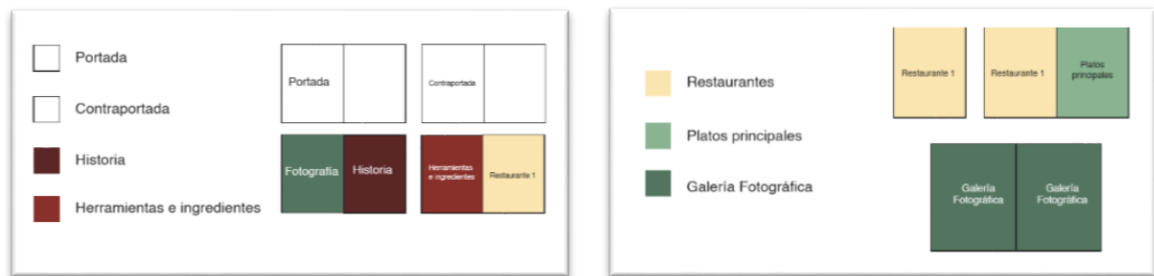 Portada
Contraportada
Historia
Herramientas e ingredientes
Portada
Contraportada
Fotografía
Historia
Herramientas
e ingredientes
Restaurante 1
Restaurantes
Platos principales
Galería Fotográfica
Restaurante 1
Restaurante 1
Platos
principales
Galería
Fotográfica
Galería
Fotográfica